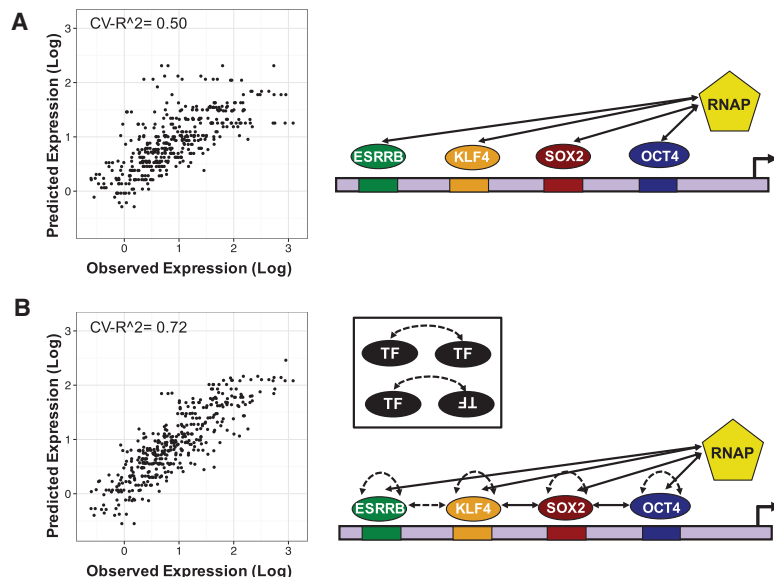 A
CV-R^2= 0.50
Predicted Expression (Log)
3
2
1
0
0 1 2 3
Observed Expression (Log)
RNAP
ESRRB KLF4 SOX2 OCT4
B
CV-R^2= 0.72
Predicted Expression (Log)
3
2
1
0
0 1 2 3
Observed Expression (Log)
TF TF
TF TF
RNAP
ESRRB KLF4 SOX2 OCT4